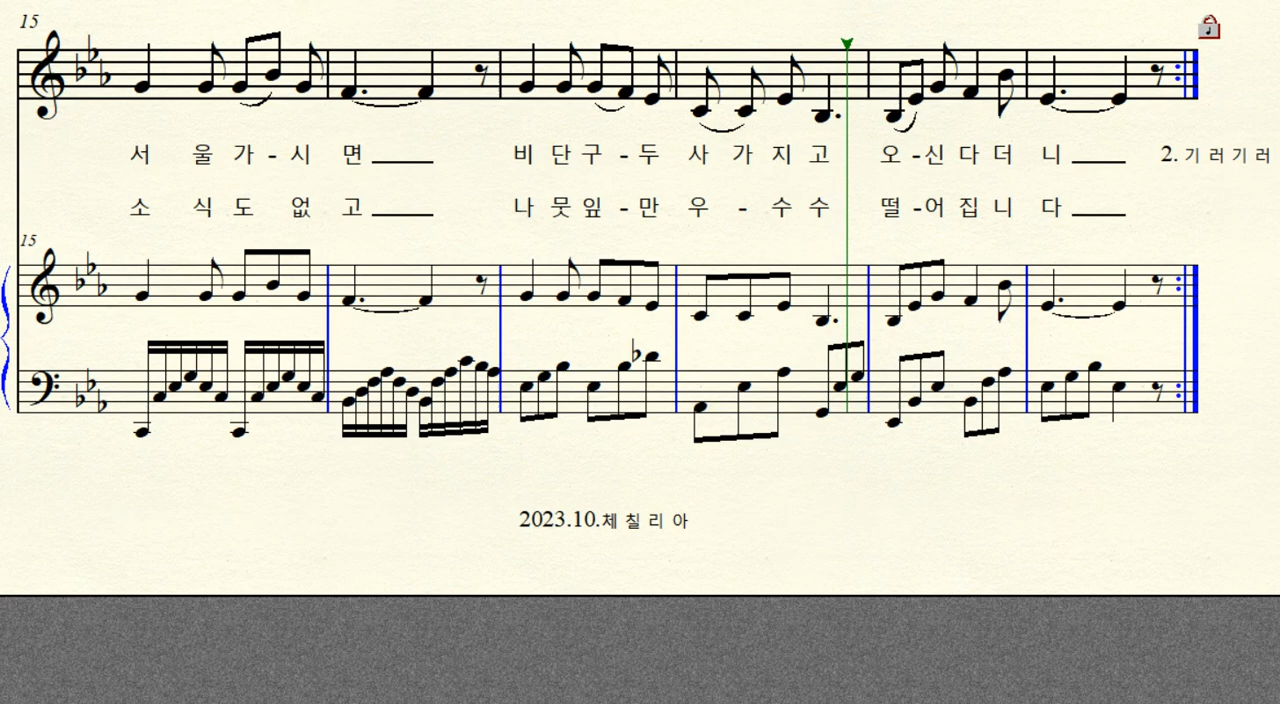 15
서 울 가 - 시 면 비 단 구 - 두 사 가 지 고 오 - 신 다 더 니 2. 기 러 기 러
소 식 도 없 고 나 뭇 잎 - 만 우 - 수 수 떨 - 어 집 니 다
15
2023.10.체 칠 리 아